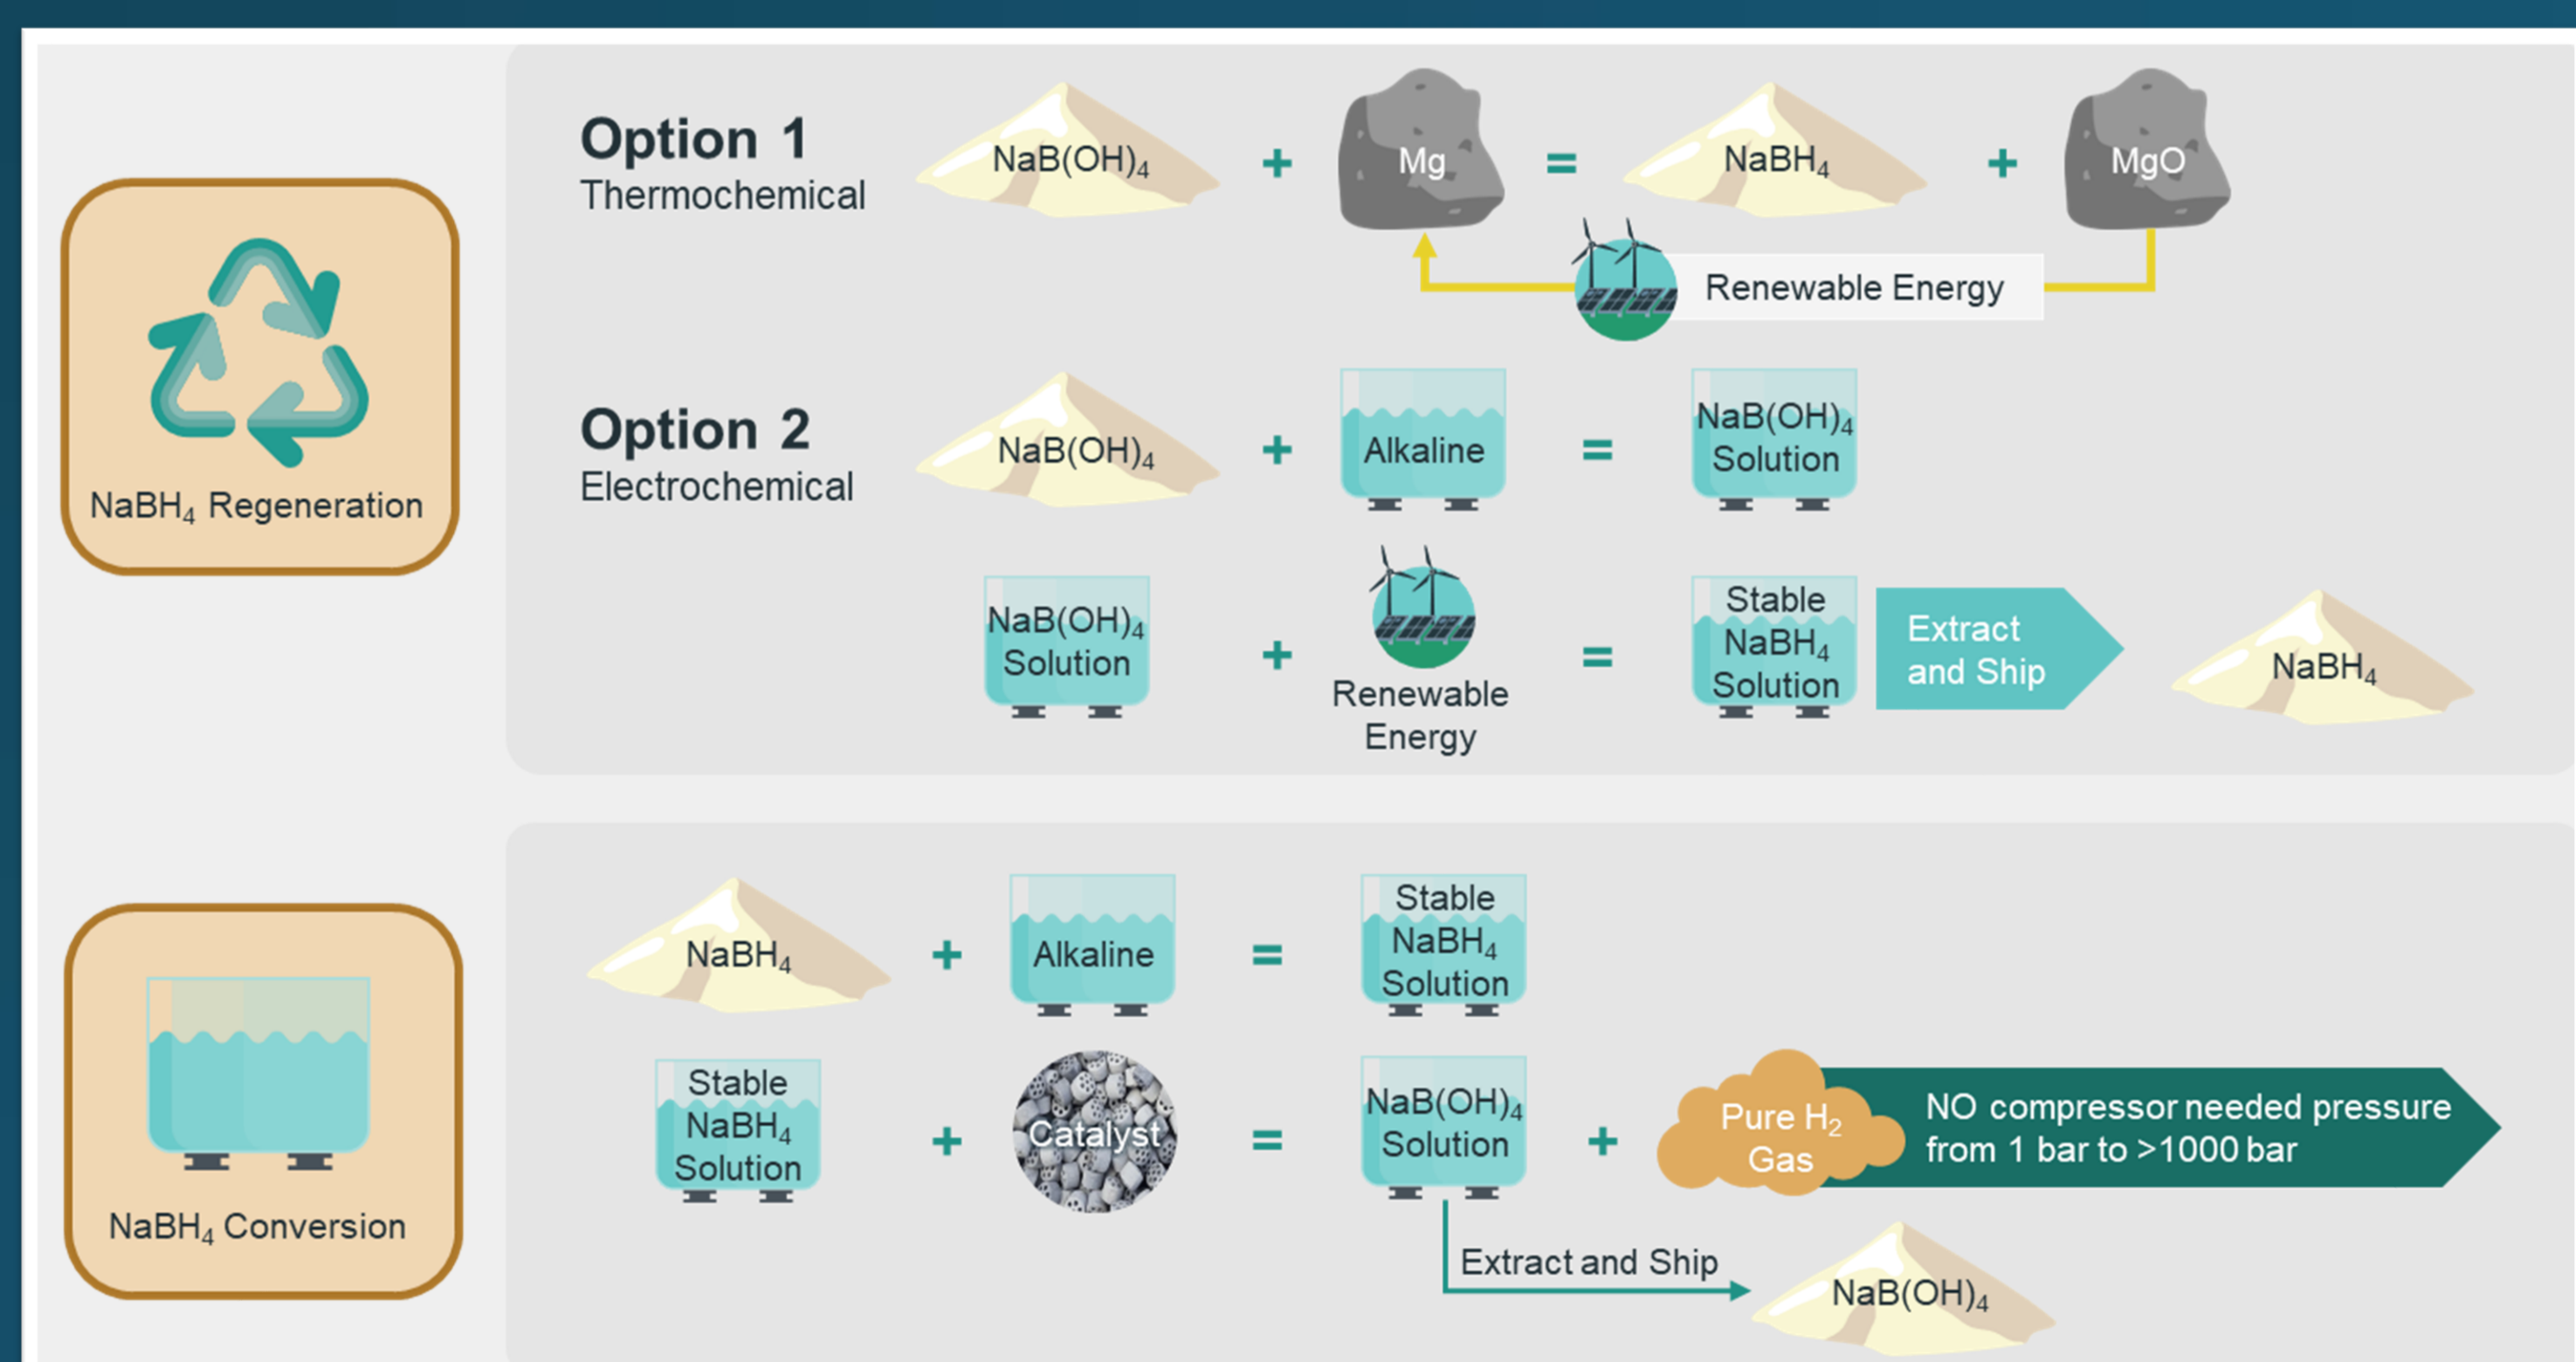 Option 1
Thermochemical
NaB(OH)₄ + Mg = NaBH₄ + MgO
Renewable Energy
NaBH₄ Regeneration
Option 2
Electrochemical
NaB(OH)₄ + Alkaline = NaB(OH)₄
Solution
NaB(OH)₄
Solution
+
Renewable
Energy
=
Stable
NaBH₄
Solution
Extract
and Ship
NaBH₄
NaBH₄ Conversion
NaBH₄ + Alkaline =
Stable
NaBH₄
Solution
Stable
NaBH₄
Solution
+
Catalyst
=
NaB(OH)₄
Solution
+
Pure H₂
Gas
NO compressor needed pressure
from 1 bar to >1000 bar
Extract and Ship
NaB(OH)₄